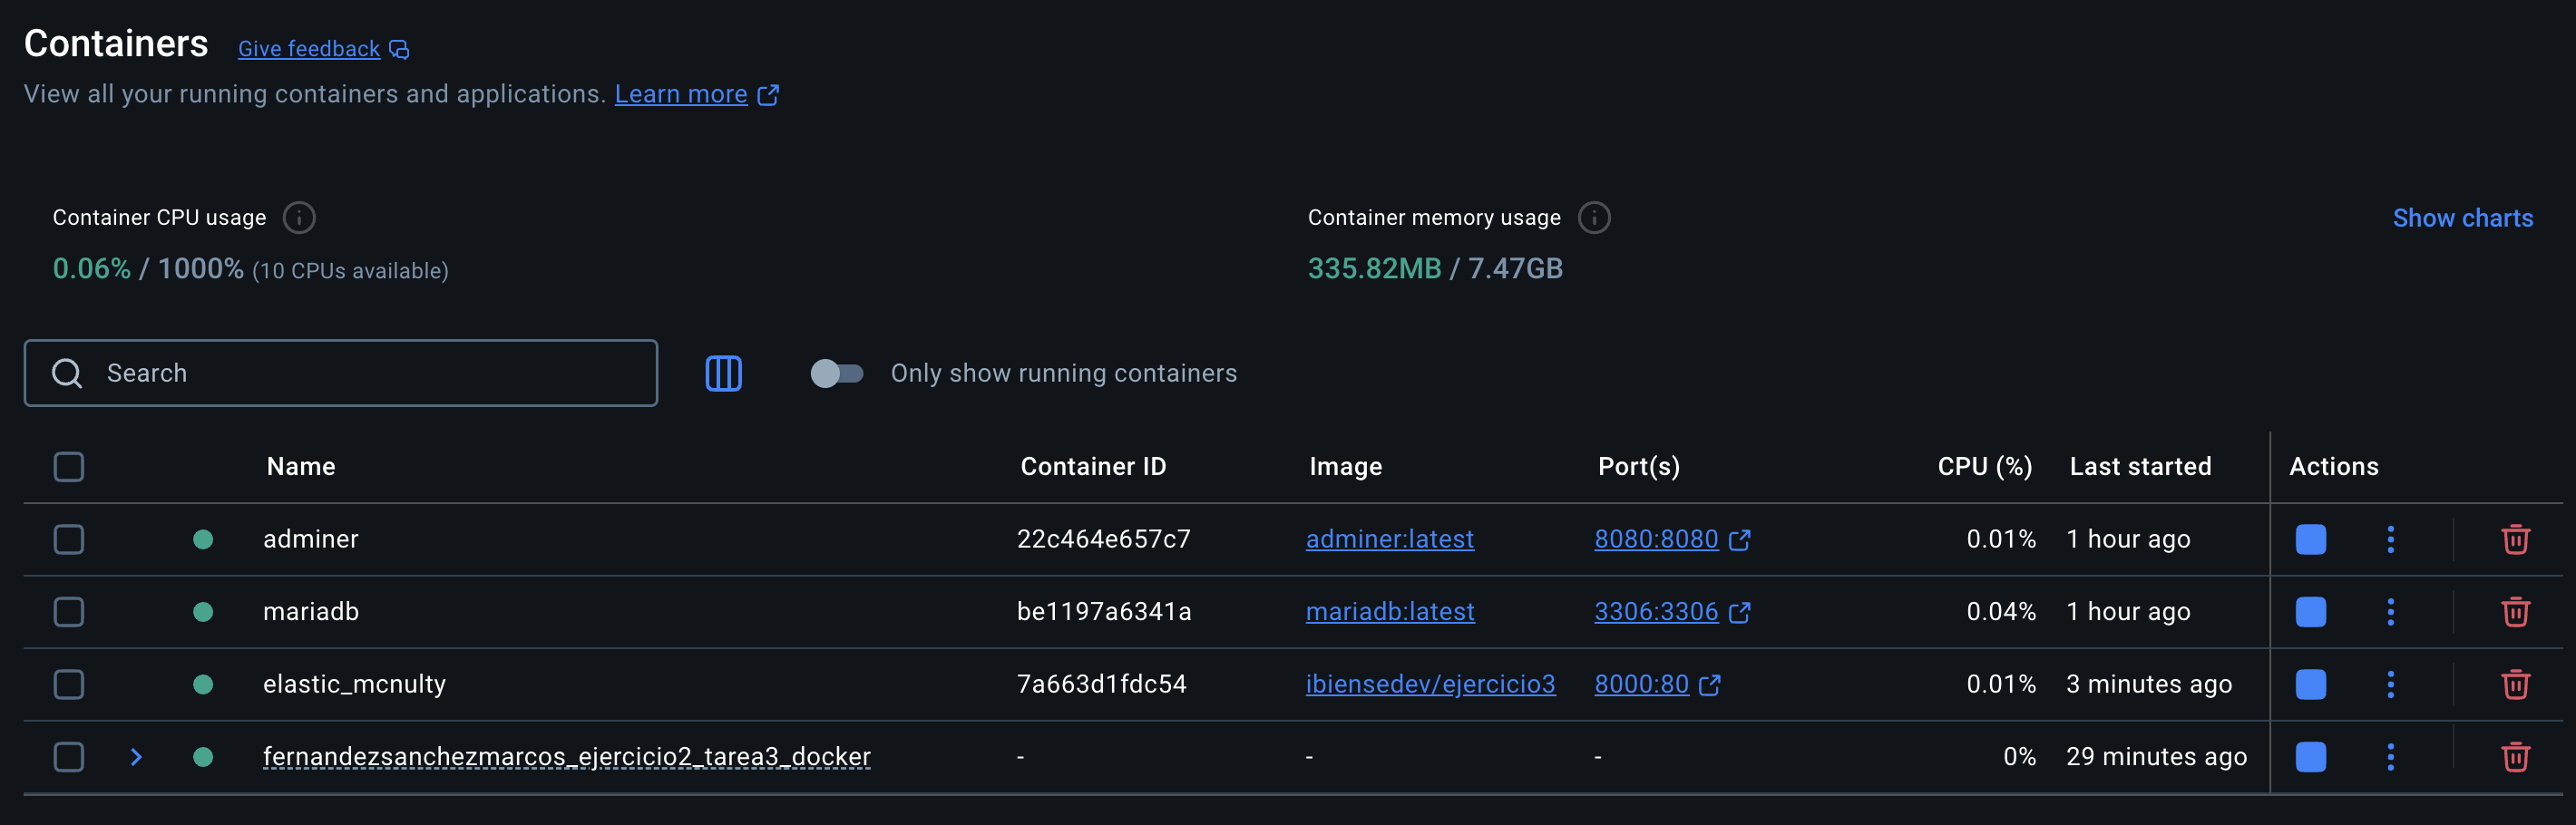 Containers Give feedback
View all your running containers and applications. Learn more
Container CPU usage Container memory usage Show charts
0.06% / 1000% (10 CPUs available) 335.82MB / 7.47GB
Search Only show running containers
Name Container ID Image Port(s) CPU (%) Last started Actions
adminer 22c464e657c7 adminer:latest 8080:8080 0.01% 1 hour ago
mariadb be1197a6341a mariadb:latest 3306:3306 0.04% 1 hour ago
elastic_mcnulty 7a663d1fdc54 ibiensedev/ejercicio3 8000:80 0.01% 3 minutes ago
fernandezsanchezmarcos_ejercicio2_tarea3_docker - - - 0% 29 minutes ago